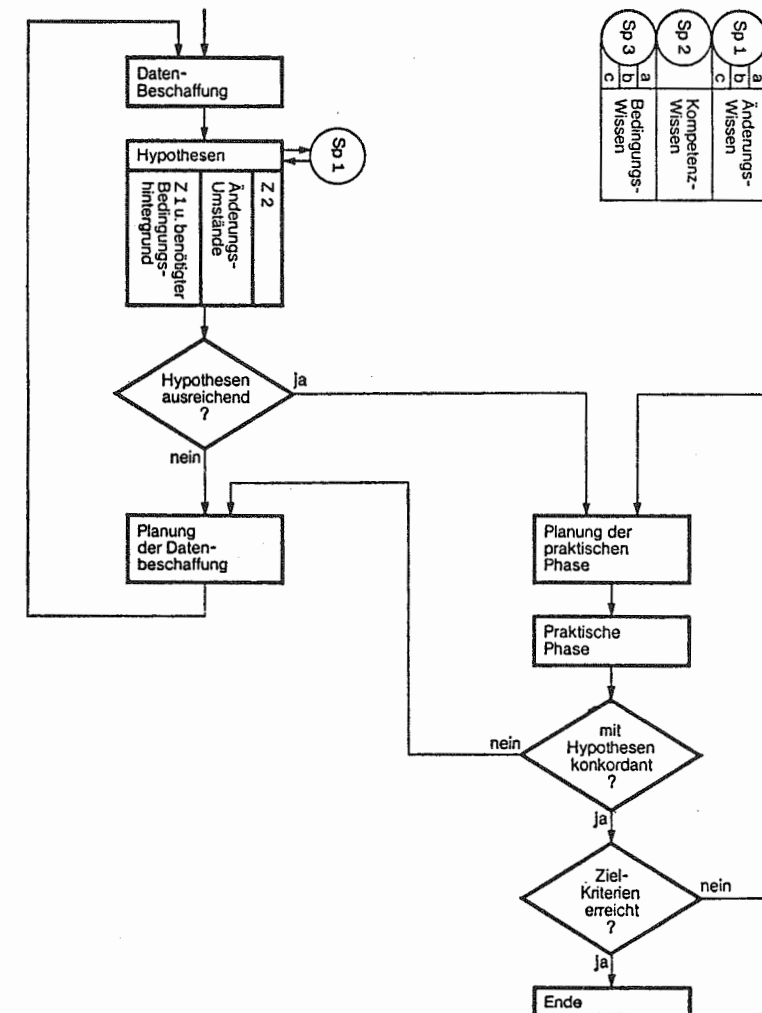 Daten-
Beschaffung
Hypothesen
Sp 1
Z 2
Änderungs-
Umstände
Z 1 u. benötigter
Bedingungs-
hintergrund
Hypothesen
ausreichend
?
ja
nein
Planung
der Daten-
beschaffung
Sp 1
a
b
c
Änderungs-
Wissen
Sp 2
Kompetenz-
Wissen
Sp 3
a
b
c
Bedingungs-
Wissen
Planung der
praktischen
Phase
Praktische
Phase
mit
Hypothesen
konkordant
?
nein
ja
Ziel-
Kriterien
erreicht
?
nein
ja
Ende